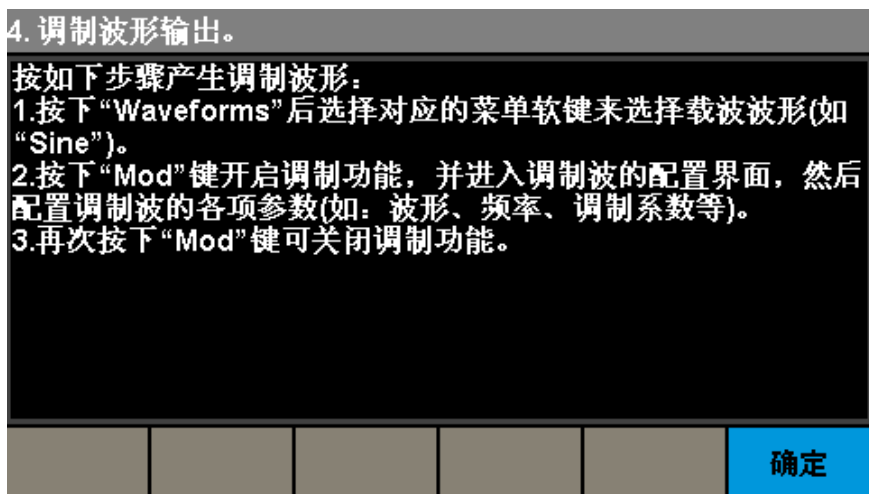 4. 调制波形输出。
按如下步骤产生调制波形：
1.按下“Waveforms”后选择对应的菜单软键来选择载波波形(如
“Sine”)。
2.按下“Mod”键开启调制功能，并进入调制波的配置界面，然后
配置调制波的各项参数(如：波形、频率、调制系数等)。
3.再次按下“Mod”键可关闭调制功能。
确定